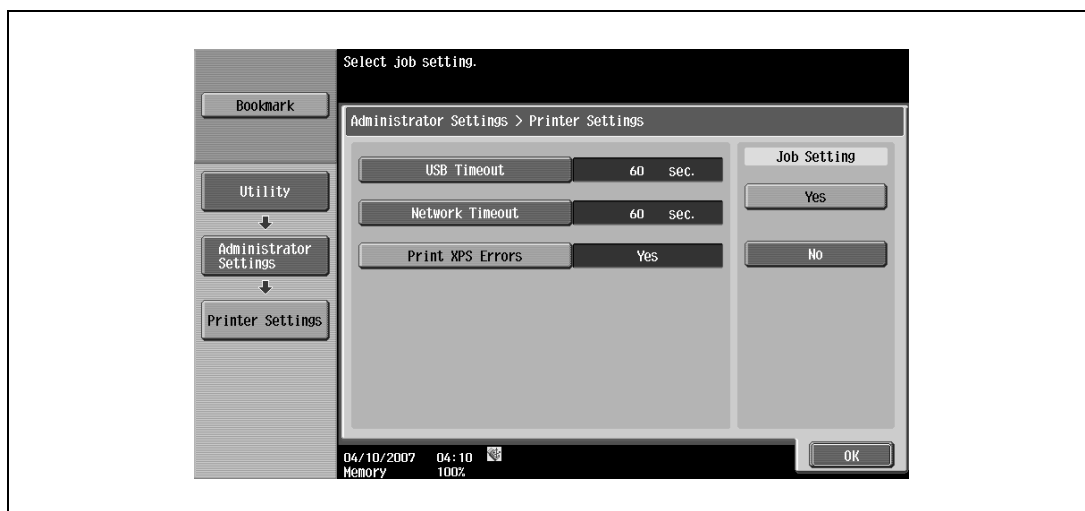 Select job setting.
Bookmark
Administrator Settings > Printer Settings
Job Setting
USB Timeout 60 sec.
Yes
Utility
Network Timeout 60 sec.
Administrator
Settings
Print XPS Errors Yes
No
Printer Settings
04/10/2007 04:10
Memory 100%
OK